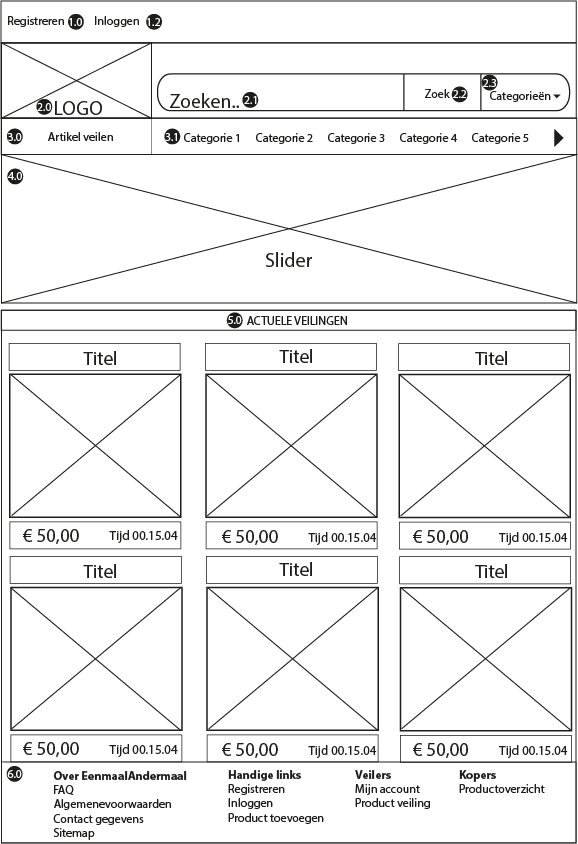 Registreren 1.0 Inloggen 1.2
2.0 LOGO
Zoeken.. 2.1 Zoek 2.2 2.3 Categorieën
3.0 Artikel veilen 3.1 Categorie 1 Categorie 2 Categorie 3 Categorie 4 Categorie 5
4.0
Slider
5.0 ACTUELE VEILINGEN
Titel Titel Titel
€ 50,00 Tijd 00.15.04 € 50,00 Tijd 00.15.04 € 50,00 Tijd 00.15.04
Titel Titel Titel
€ 50,00 Tijd 00.15.04 € 50,00 Tijd 00.15.04 € 50,00 Tijd 00.15.04
6.0
Over EenmaalAndermaal
FAQ
Algemenevoorwaarden
Contact gegevens
Sitemap
Handige links
Registreren
Inloggen
Product toevoegen
Veilers
Mijn account
Product veiling
Kopers
Productoverzicht